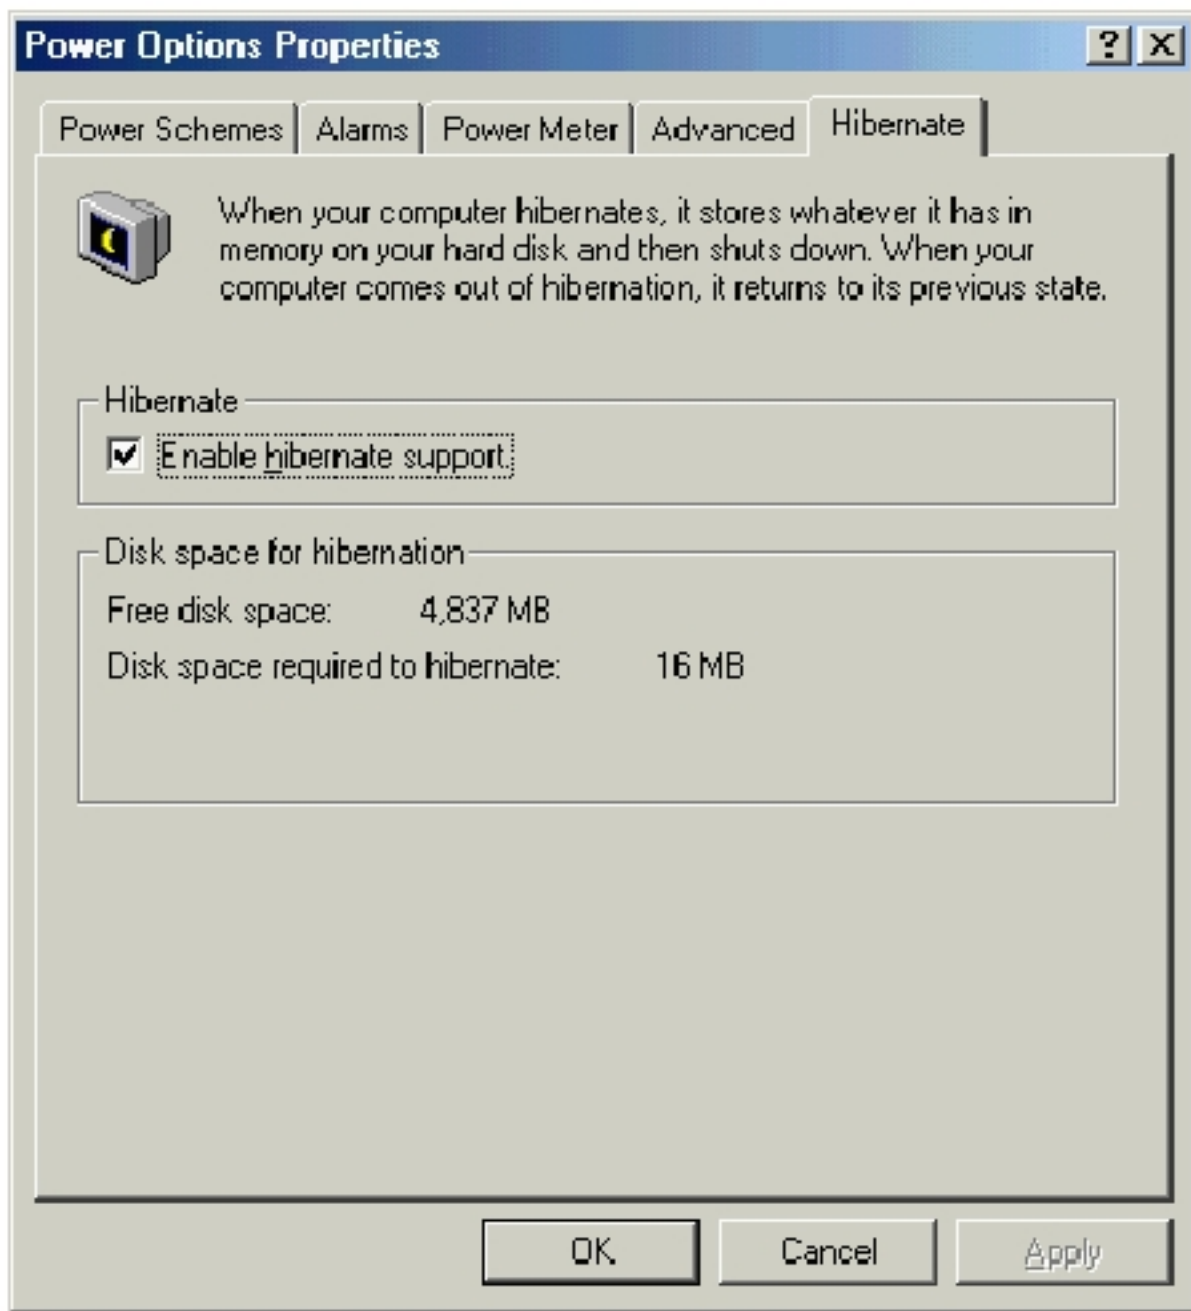 Power Options Properties
Power Schemes Alarms Power Meter Advanced Hibernate
When your computer hibernates, it stores whatever it has in
memory on your hard disk and then shuts down. When your
computer comes out of hibernation, it returns to its previous state.
Hibernate
Enable hibernate support.
Disk space for hibernation
Free disk space: 4,837 MB
Disk space required to hibernate: 16 MB
OK Cancel Apply